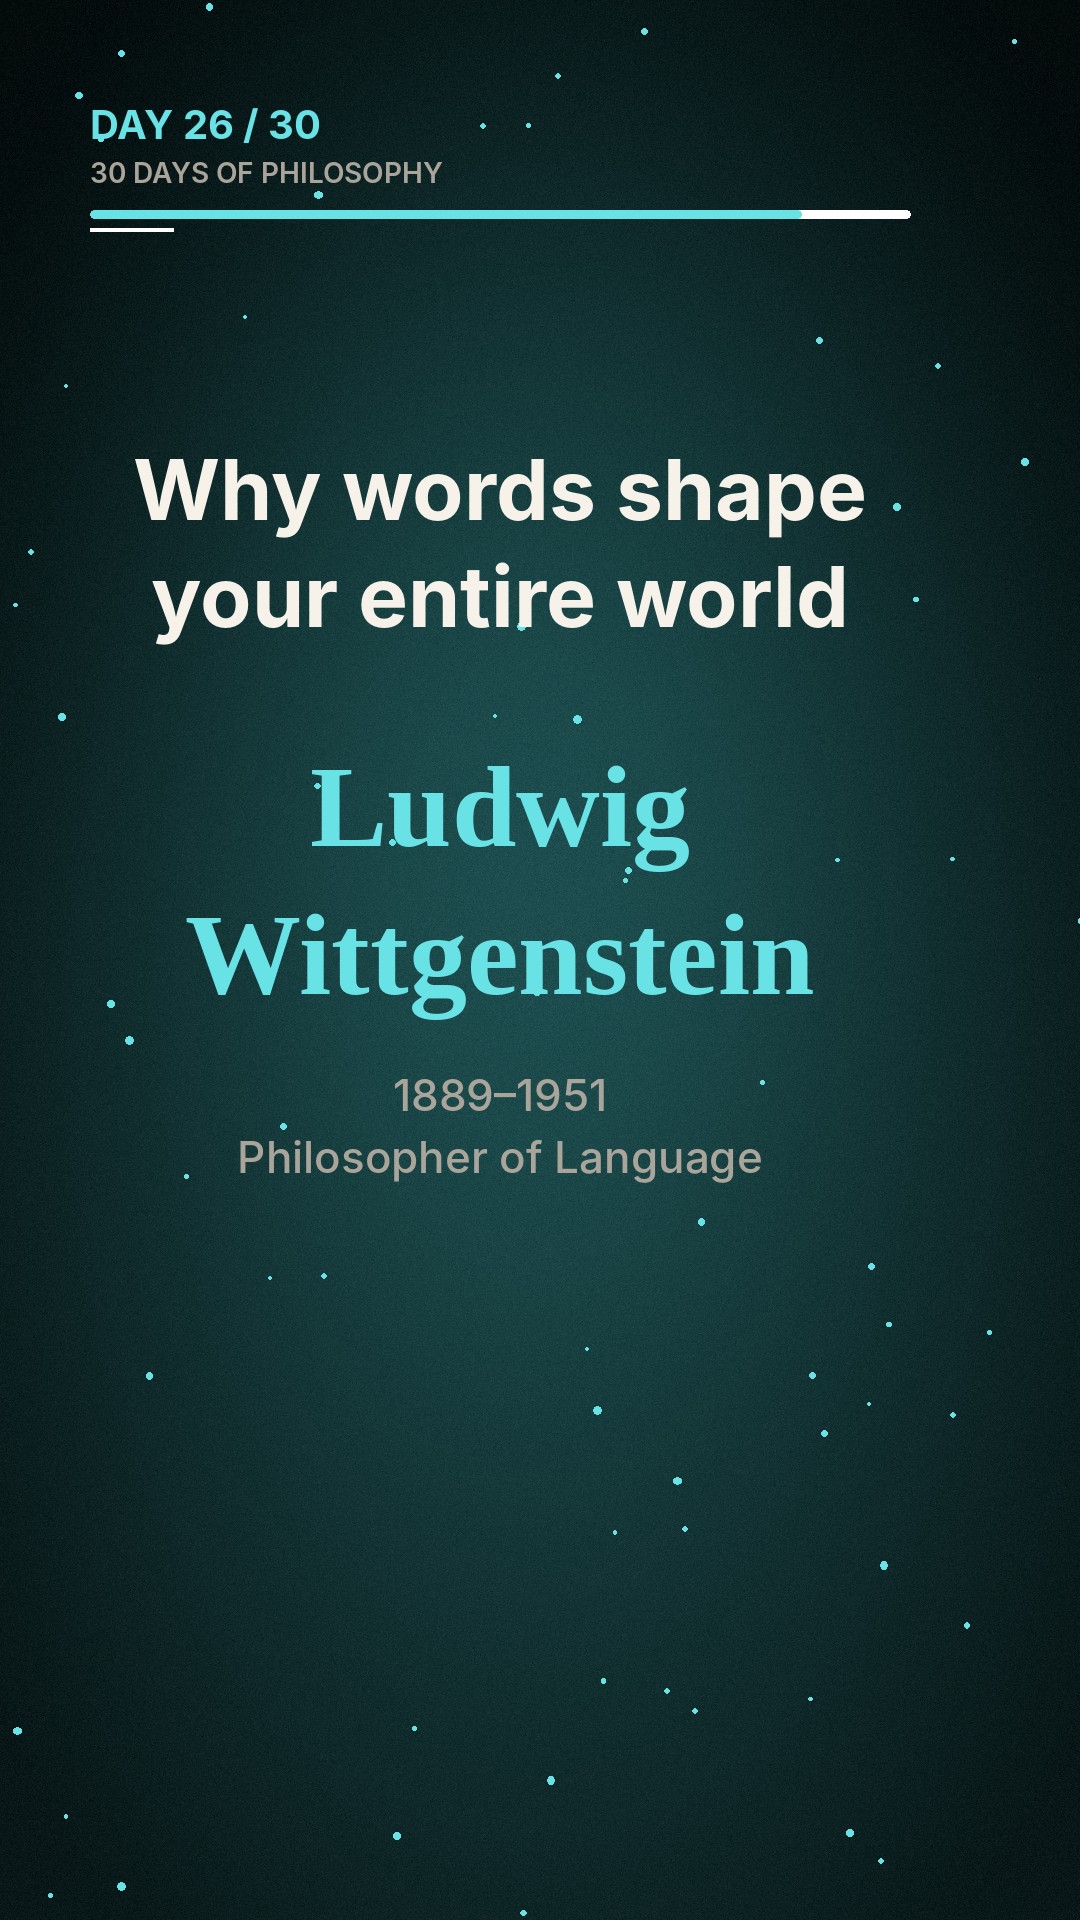 DAY 26 / 30
30 DAYS OF PHILOSOPHY
Why words shape
your entire world
Ludwig
Wittgenstein
1889–1951
Philosopher of Language